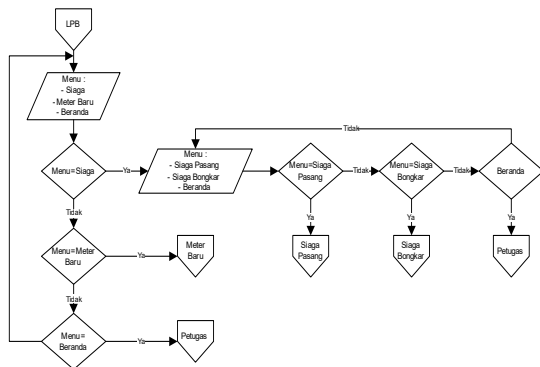 LPB
Menu :
- Siaga
- Meter Baru
- Beranda
Menu=Siaga
Ya
Menu :
- Siaga Pasang
- Siaga Bongkar
- Beranda
Menu=Siaga
Pasang
Tidak
Menu=Siaga
Bongkar
Tidak
Beranda
Tidak
Ya
Siaga
Pasang
Ya
Siaga
Bongkar
Ya
Petugas
Tidak
Menu=Meter
Baru
Ya
Meter
Baru
Tidak
Menu=
Beranda
Ya
Petugas